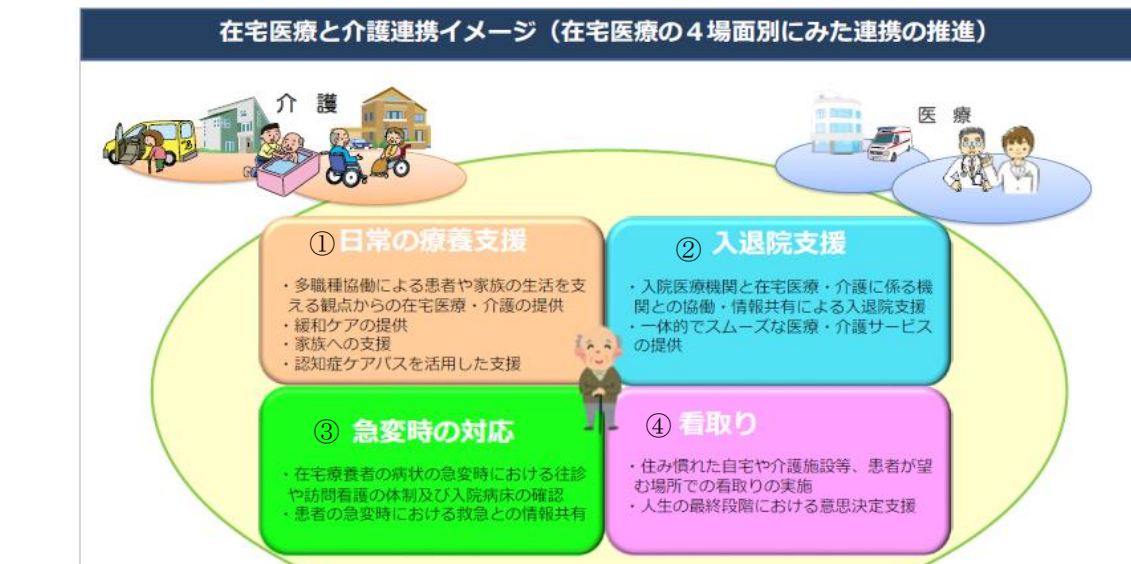 在宅医療と介護連携イメージ（在宅医療の４場面別にみた連携の推進）
介 護
医 療
①日常の療養支援
・多職種協働による患者や家族の生活を支
える観点からの在宅医療・介護の提供
・緩和ケアの提供
・家族への支援
・認知症ケアパスを活用した支援
② 入退院支援
・入院医療機関と在宅医療・介護に係る機
関との協働・情報共有による入退院支援
・一体的でスムーズな医療・介護サービス
の提供
③ 急変時の対応
・在宅療養者の病状の急変時における往診
や訪問看護の体制及び入院病床の確認
・患者の急変時における救急との情報共有
④ 看取り
・住み慣れた自宅や介護施設等、患者が望
む場所での看取りの実施
・人生の最終段階における意思決定支援